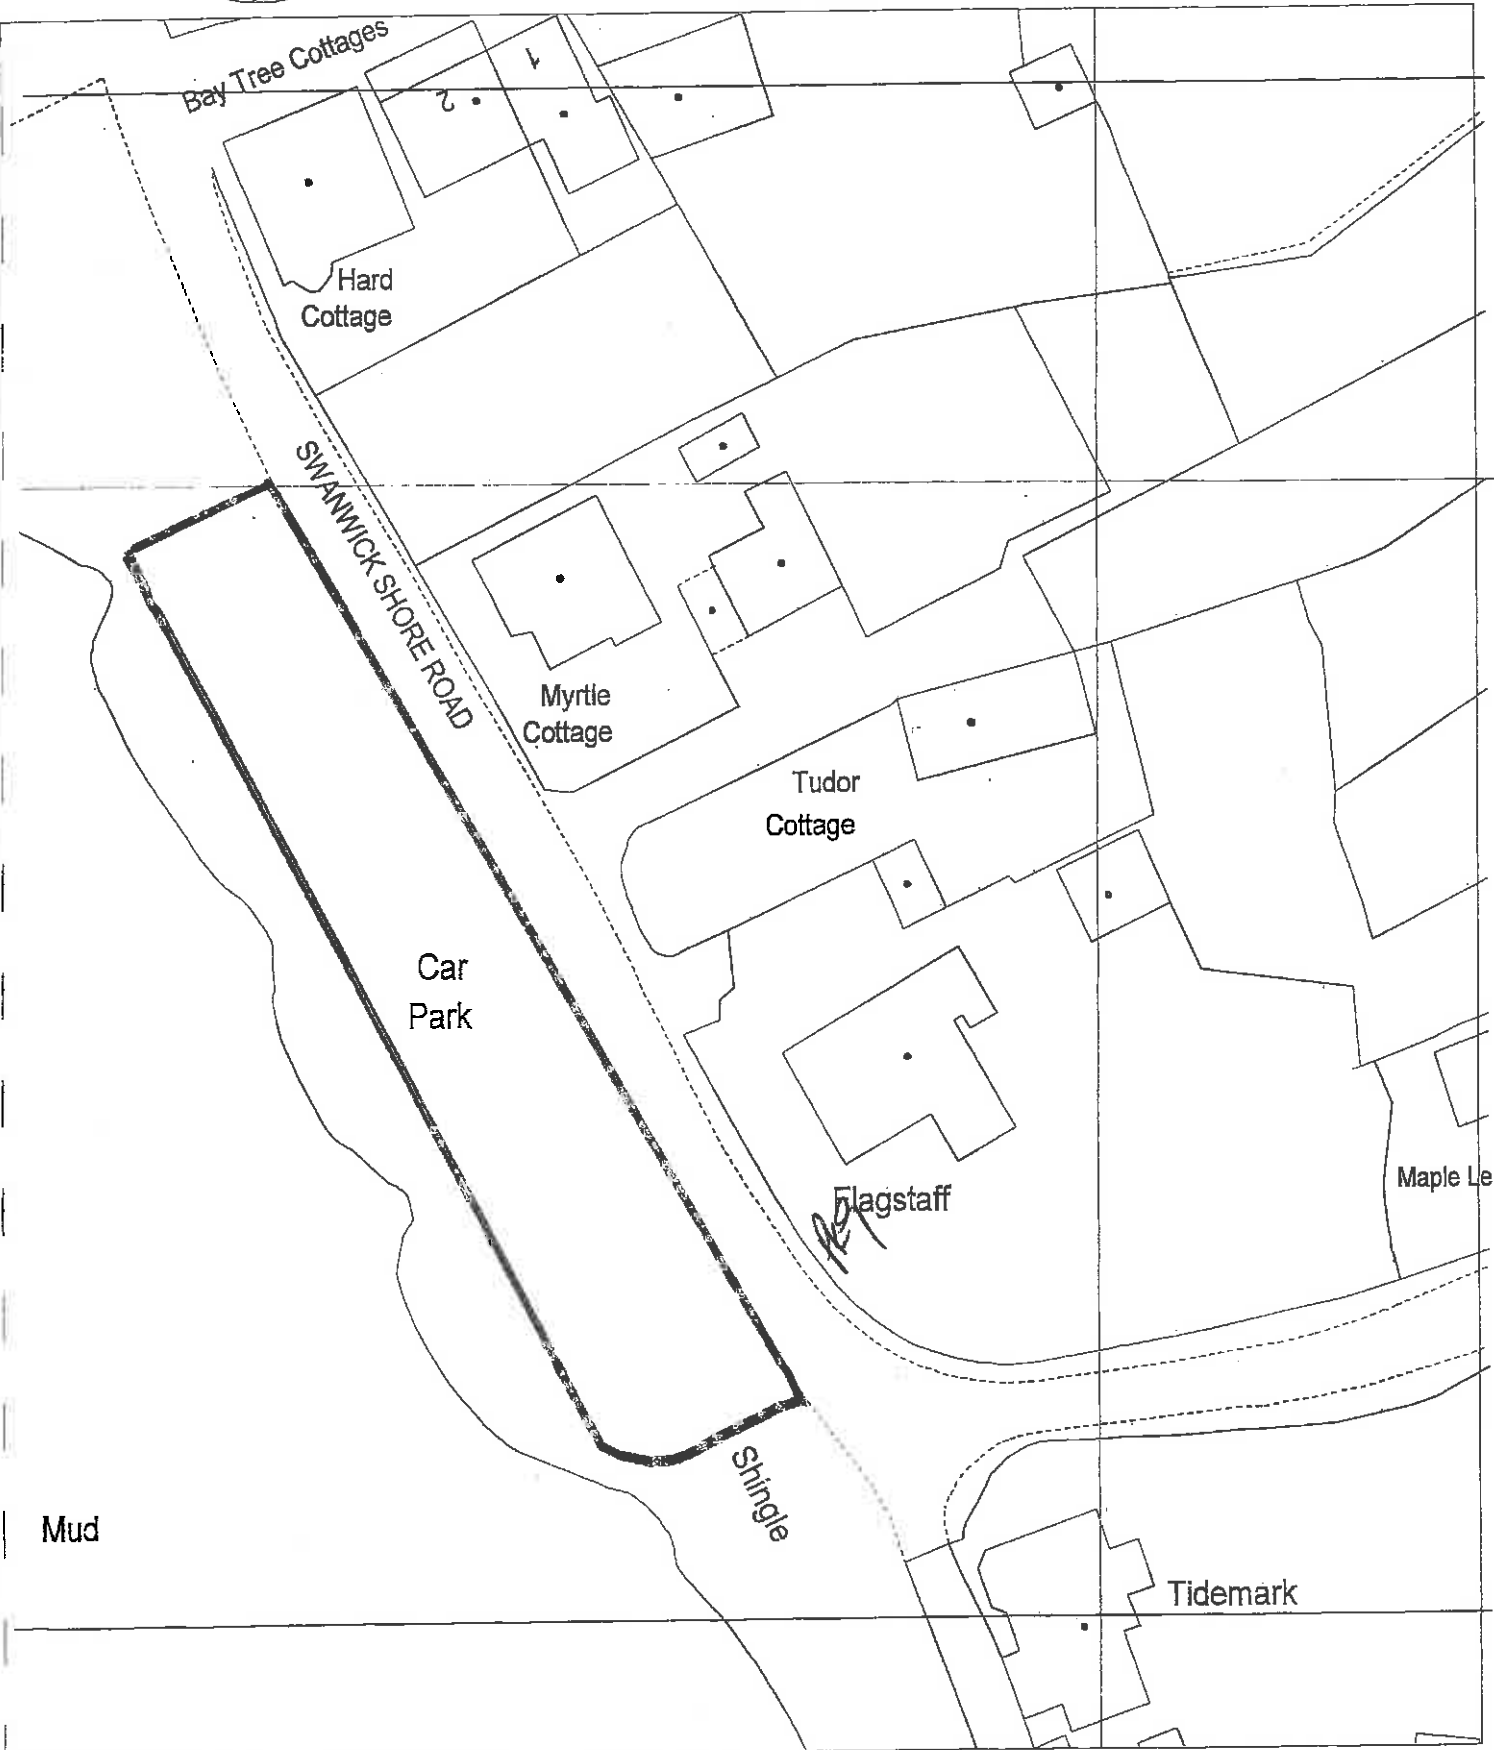 Bay Tree Cottages
2
1
Hard
Cottage
SWANWICK SHORE ROAD
Myrtle
Cottage
Tudor
Cottage
Car
Park
Flagstaff
Maple Le
Shingle
Mud
Tidemark